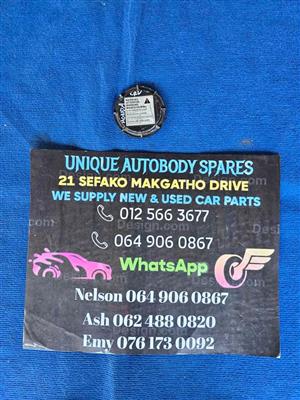 UNIQUE AUTOBODY SPARES
21 SEFAKO MAKGATHO DRIVE
WE SUPPLY NEW & USED CAR PARTS
012 566 3677
064 906 0867
WhatsApp
Nelson 064 906 0867
Ash 062 488 0820
Emy 076 173 0092